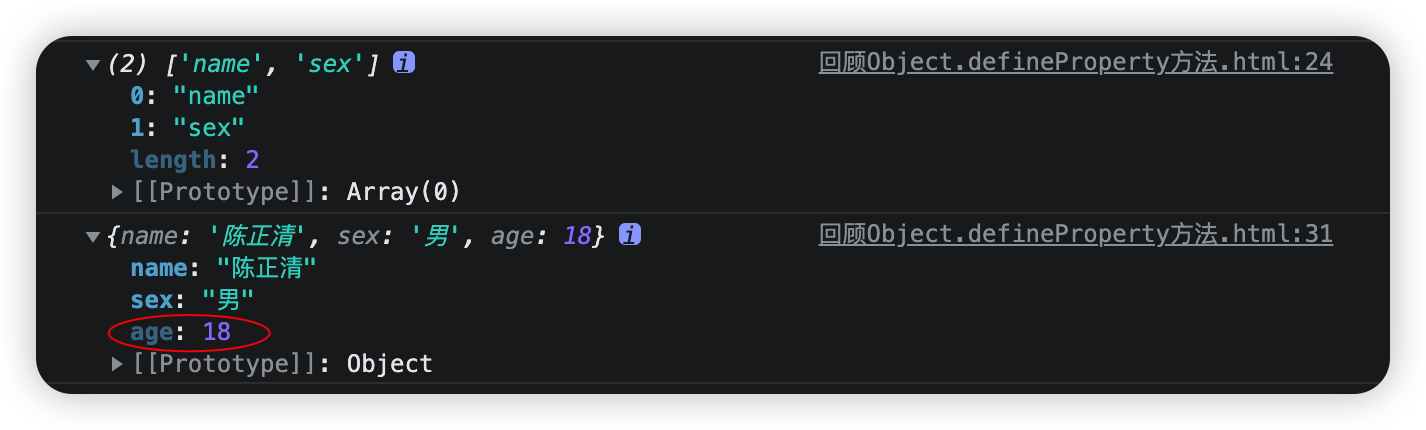 (2) ['name', 'sex'] i 回顾Object.defineProperty方法.html:24
0: "name"
1: "sex"
length: 2
[[Prototype]]: Array(0)
{name: '陈正清', sex: '男', age: 18} i 回顾Object.defineProperty方法.html:31
name: "陈正清"
sex: "男"
age: 18
[[Prototype]]: Object